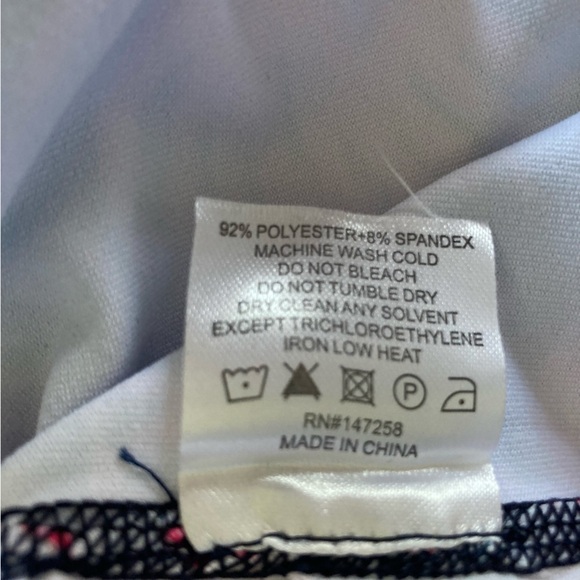 92% POLYESTER+8% SPANDEX
MACHINE WASH COLD
DO NOT BLEACH
DO NOT TUMBLE DRY
DRY CLEAN ANY SOLVENT
EXCEPT TRICHLOROETHYLENE
IRON LOW HEAT
P
RN#147258
MADE IN CHINA